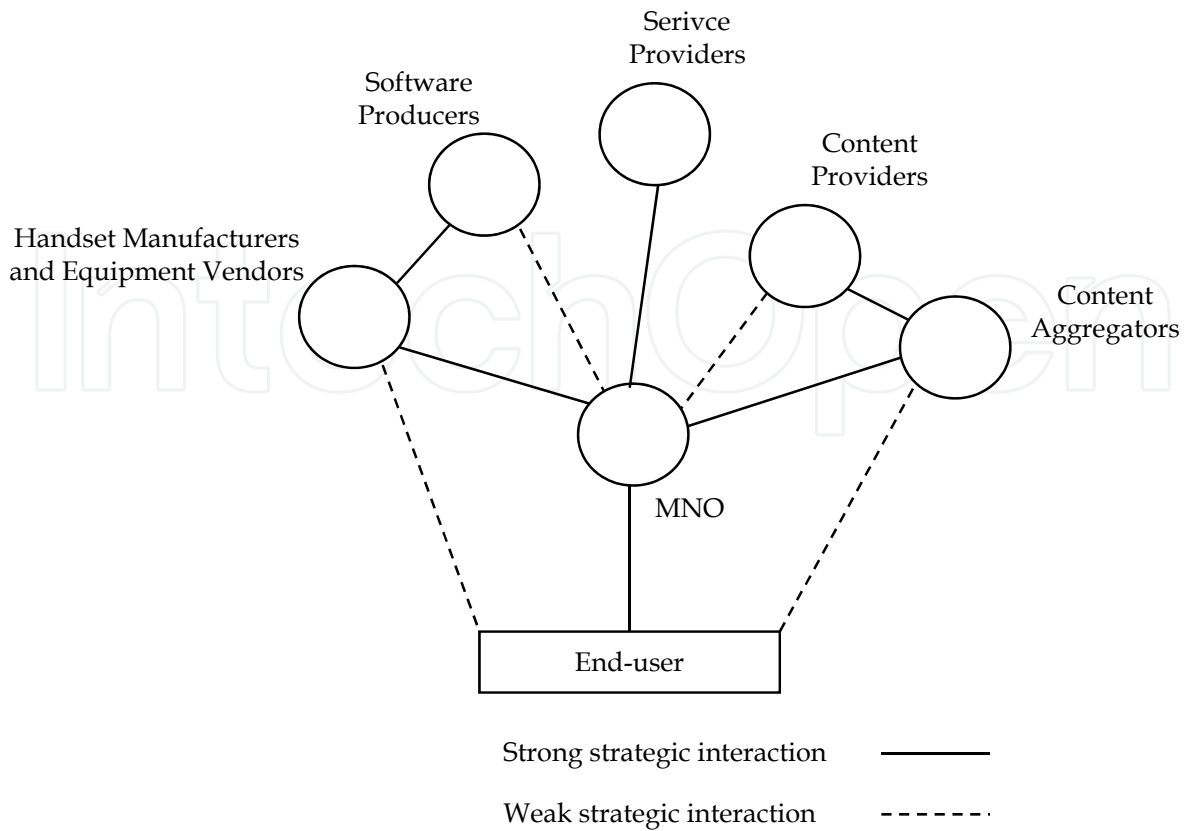 Serivce
Providers
Software
Producers
Content
Providers
Handset Manufacturers
and Equipment Vendors
Content
Aggregators
IntechOpen
MNO
End-user
Strong strategic interaction
Weak strategic interaction